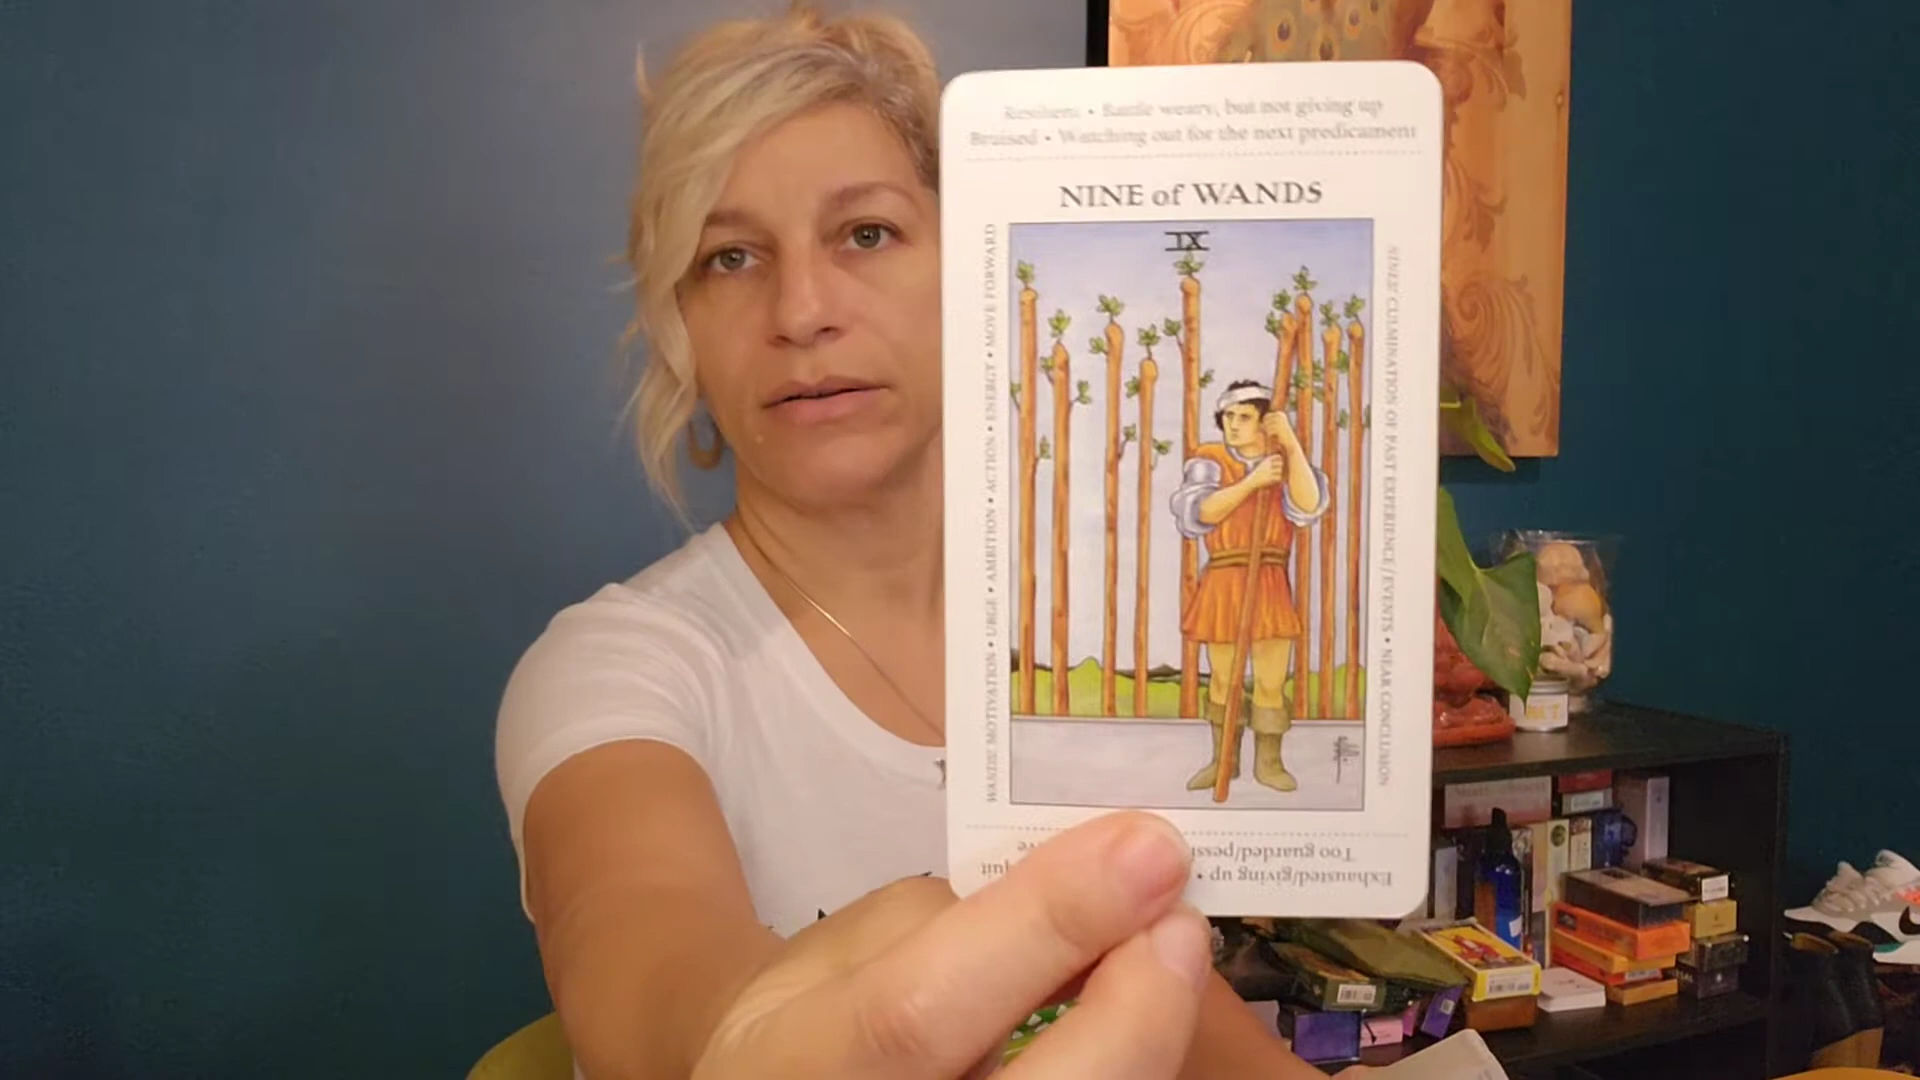 Resilient • Battle weary, but not giving up
Bruised • Watching out for the next predicament
NINE of WANDS
IX
WANDS: MOTIVATION • URGE • AMBITION • ACTION • ENERGY • MOVE FORWARD
NINES: CULMINATION OF PAST EXPERIENCE/EVENTS • NEAR CONCLUSION
Exhausted/giving up •
Too guarded/
quit